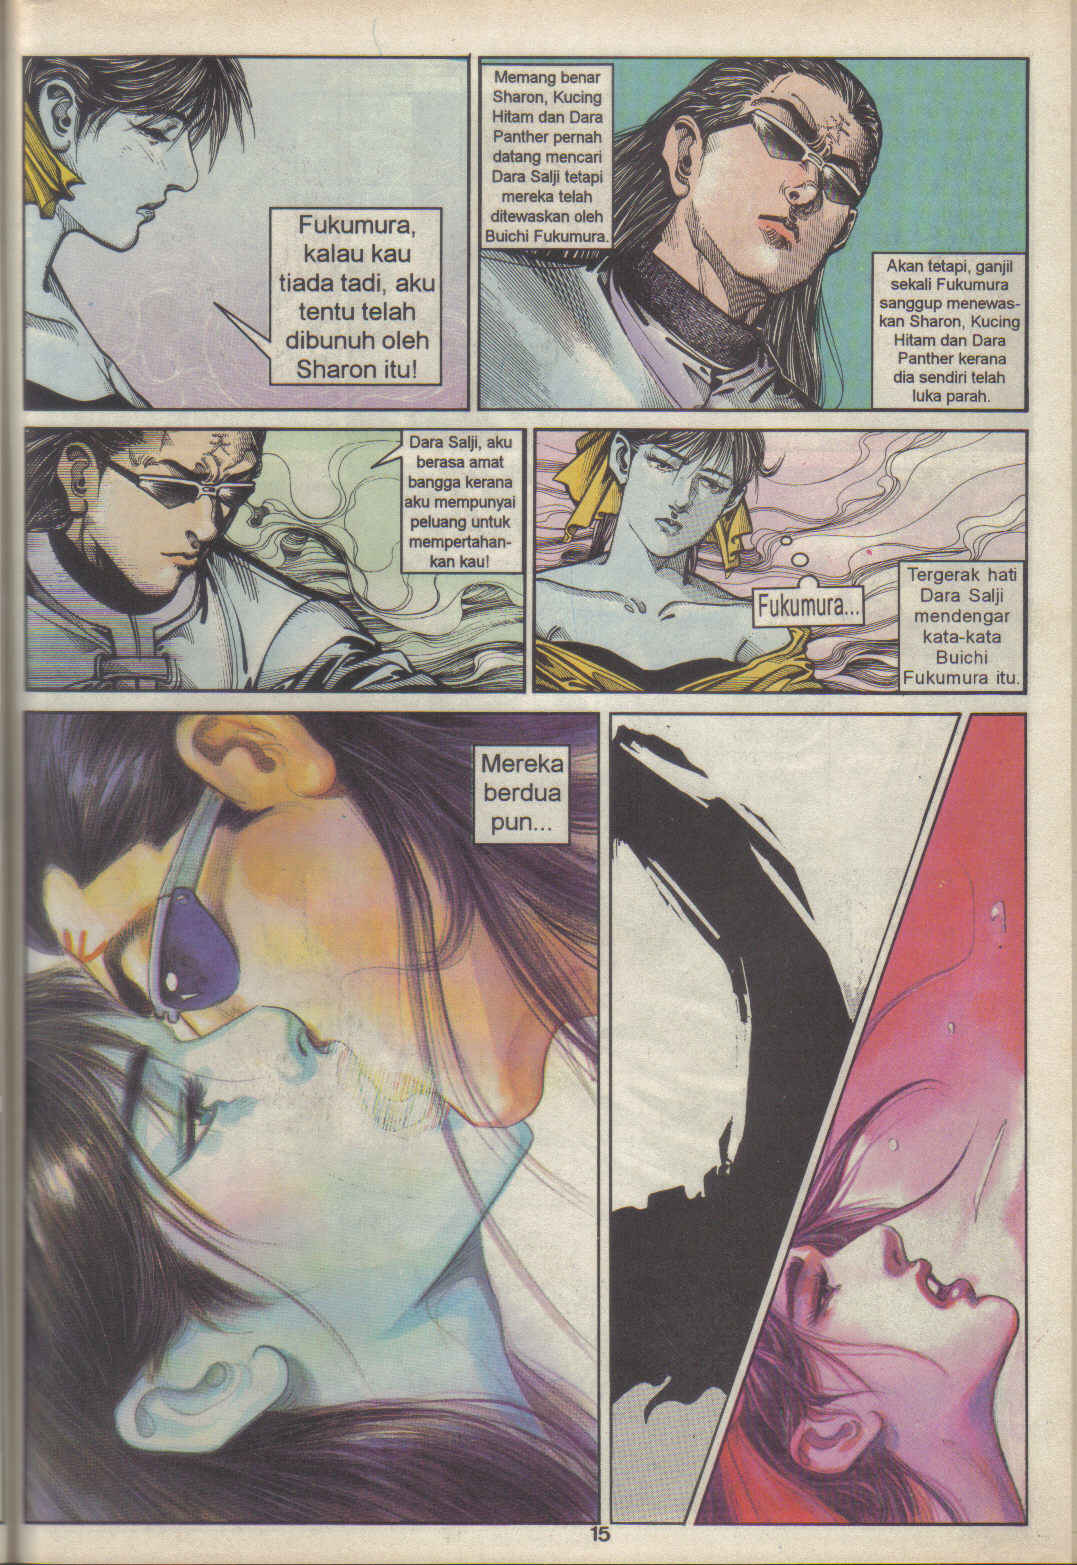 Fukumura,
kalau kau
tiada tadi, aku
tentu telah
dibunuh oleh
Sharon itu!
Memang benar
Sharon, Kucing
Hitam dan Dara
Panther pernah
datang mencari
Dara Salji tetapi
mereka telah
ditewaskan oleh
Buichi Fukumura.
Akan tetapi, ganjil
sekali Fukumura
sanggup menewas-
kan Sharon, Kucing
Hitam dan Dara
Panther kerana
dia sendiri telah
luka parah.
Dara Salji, aku
berasa amat
bangga kerana
aku mempunyai
peluang untuk
mempertahan-
kan kau!
Fukumura...
Tergerak hati
Dara Salji
mendengar
kata-kata
Buichi
Fukumura itu.
Mereka
berdua
pun...
15